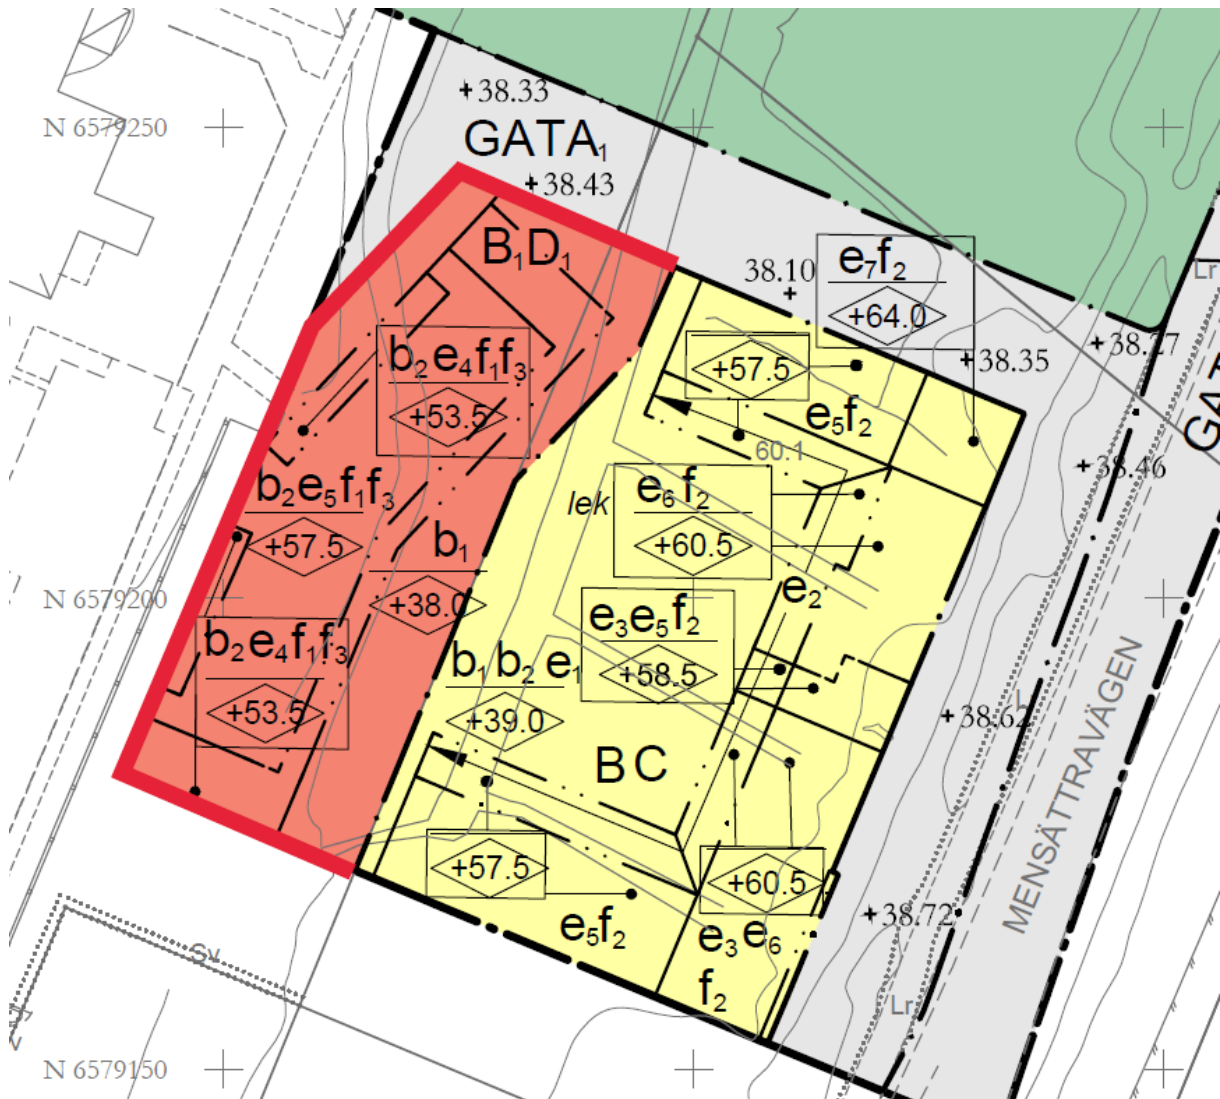 +38.33
N 6579250
GATA₁
+38.43
B₁D₁
38.10
+
e₇f₂
+64.0
Lr
+38.27
+38.35
b₂e₄f₁f₃
+53.5
+57.5
e₅f₂
60.1
+38.46
b₂e₅f₁f₃
+57.5
lek
e₆f₂
+60.5
b₁
+38.0
e₂
N 6579200
b₂e₄f₁f₃
+53.5
e₃e₅f₂
+58.5
b₁b₂e₁
+39.0
+38.62
L
MENSÄTTRAVÄGEN
BC
+57.5
+60.5
e₅f₂
e₃e₆
f₂
+38.72
Sv
Lr
N 6579150